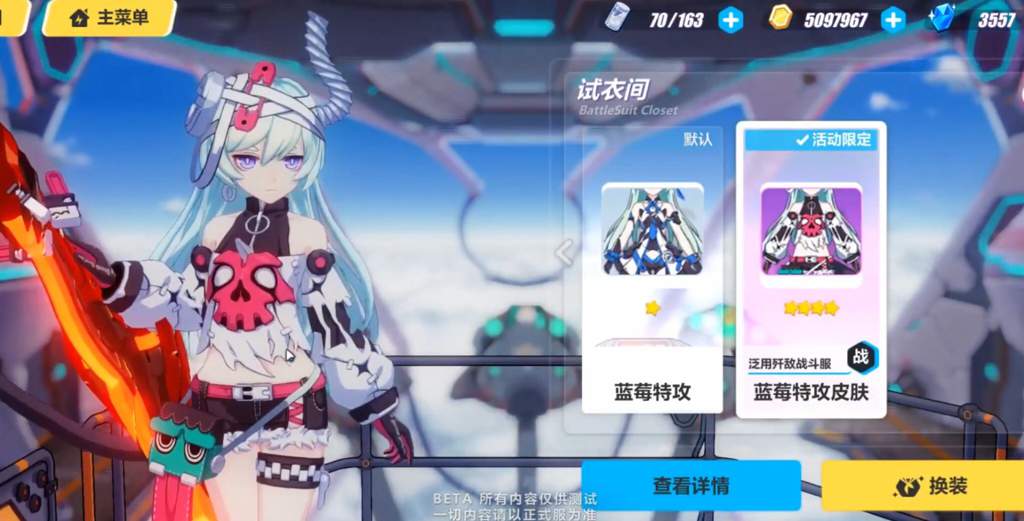 主菜单
70/163
5097967
3557
试衣间
BattleSuit Closet
默认
活动限定
泛用歼敌战斗服
战
蓝莓特攻
蓝莓特攻皮肤
查看详情
换装
BETA 所有内容仅供测试
一切内容请以正式服为准